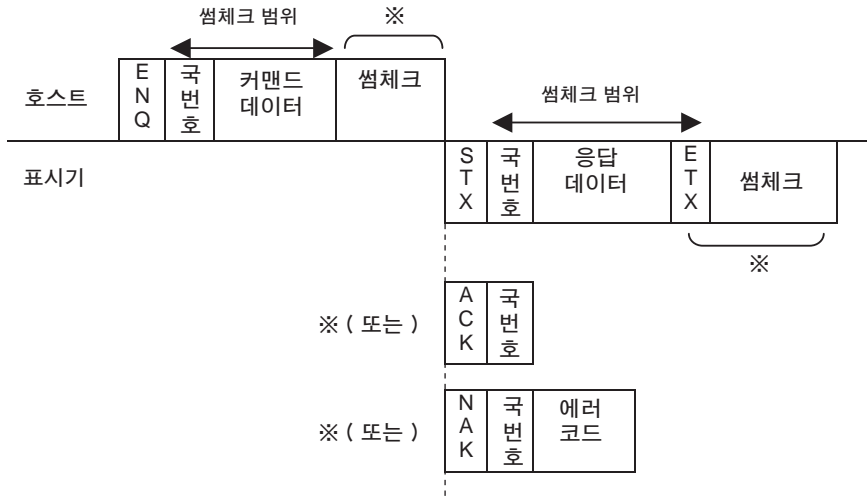 썸체크 범위
※
호스트
ENQ
국번호
커맨드
데이터
썸체크
썸체크 범위
표시기
STX
국번호
응답
데이터
ETX
썸체크
※
※ ( 또는 )
ACK
국번호
※ ( 또는 )
NAK
국번호
에러
코드